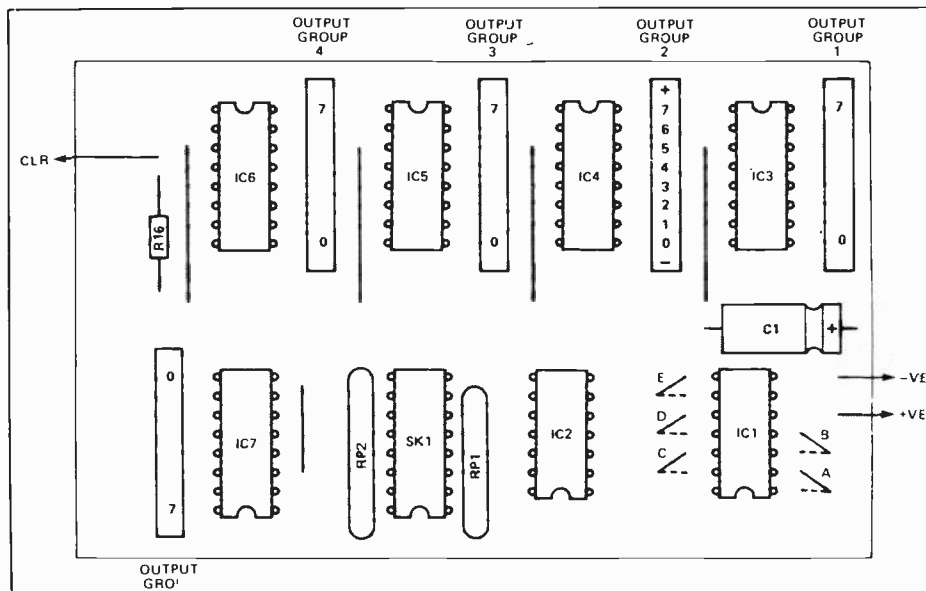 OUTPUT GROUP 4
OUTPUT GROUP 3
OUTPUT GROUP 2
OUTPUT GROUP 1
CLR
R16
IC6
7
0
IC5
7
0
IC4
+
7
6
5
4
3
2
1
0
–
IC3
7
0
C1
+
–VE
+VE
0
7
IC7
RP2
SK1
RP1
IC2
E
D
C
IC1
B
A
OUTPUT